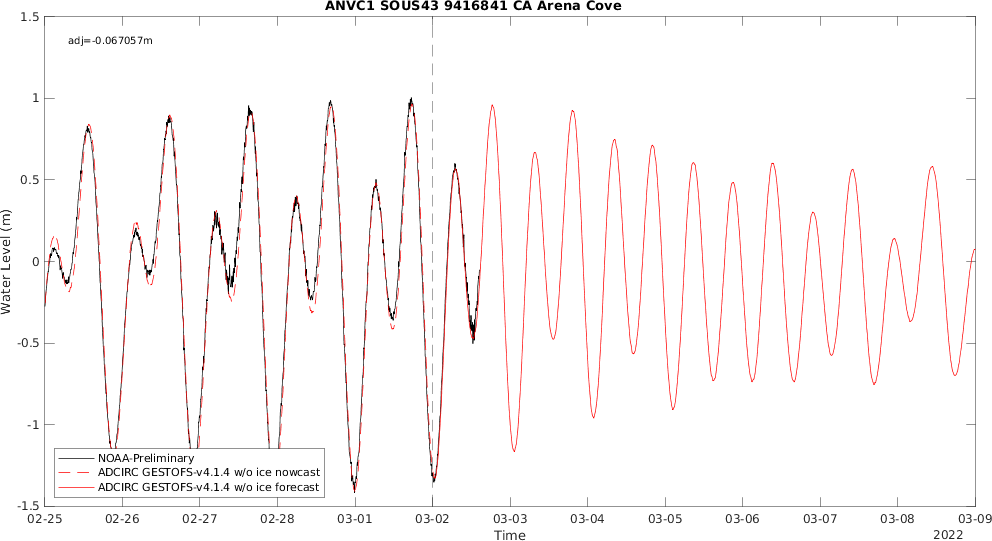 ANVC1 SOUS43 9416841 CA Arena Cove
adj=-0.067057m
1.5
1
0.5
0
-0.5
-1
-1.5
Water Level (m)
NOAA-Preliminary
ADCIRC GESTOFS-v4.1.4 w/o ice nowcast
ADCIRC GESTOFS-v4.1.4 w/o ice forecast
02-25 02-26 02-27 02-28 03-01 03-02 03-03 03-04 03-05 03-06 03-07 03-08 03-09
Time
2022